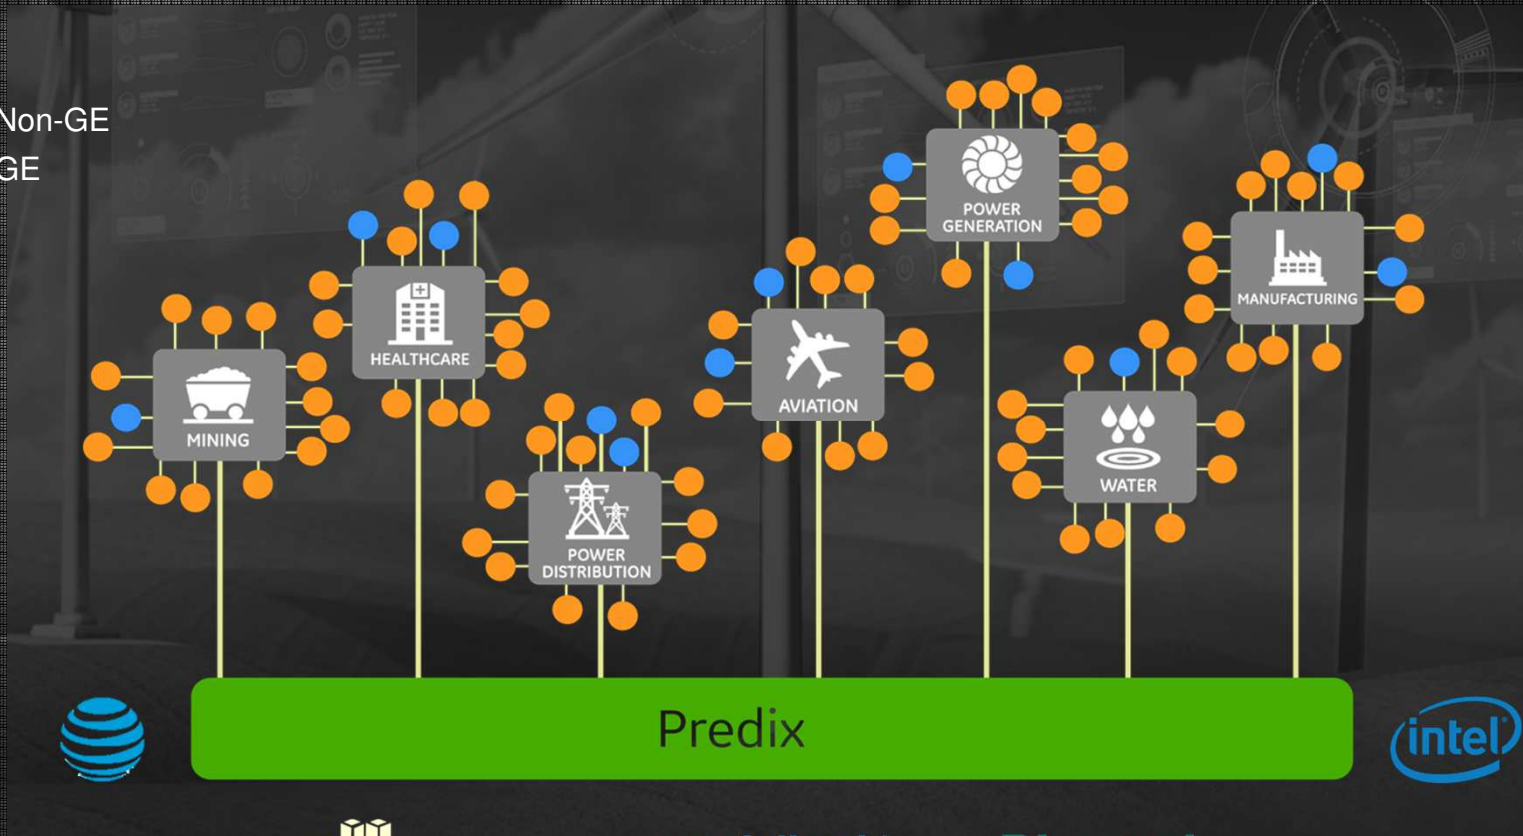 Non-GE
GE
POWER
GENERATION
MANUFACTURING
HEALTHCARE
AVIATION
MINING
WATER
POWER
DISTRIBUTION
Predix
intel